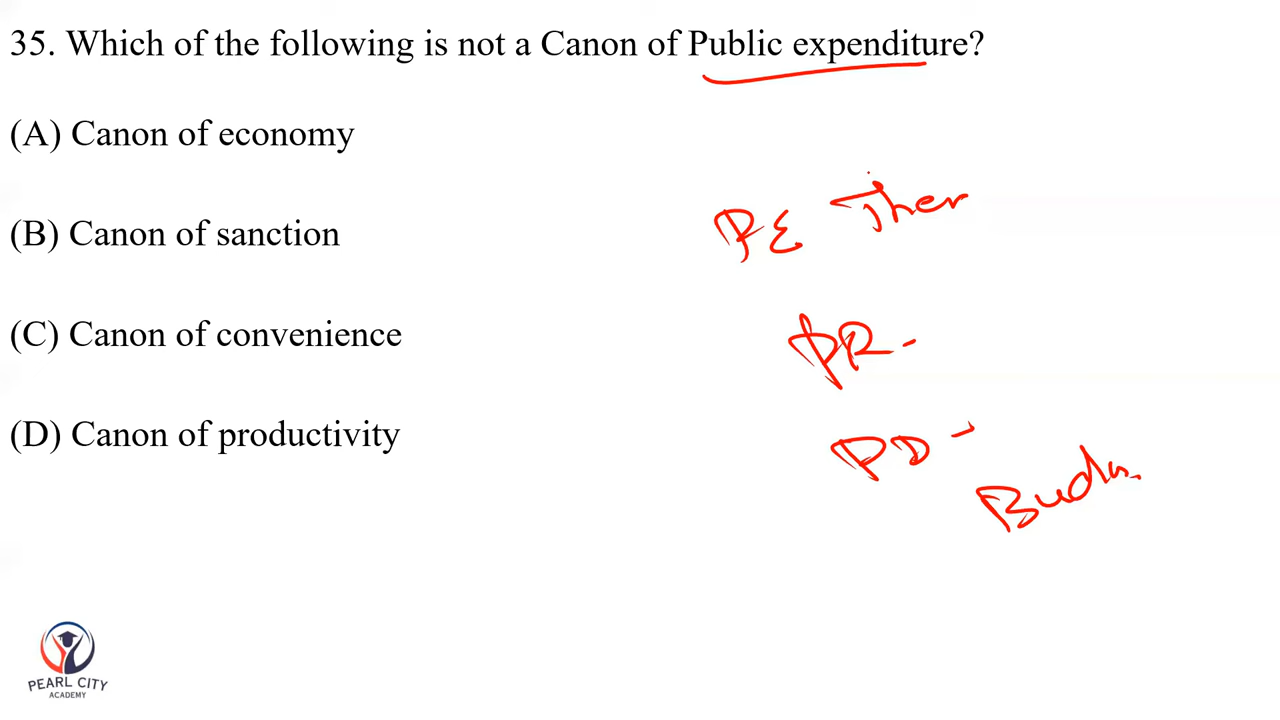 35. Which of the following is not a Canon of Public expenditure?
(A) Canon of economy
(B) Canon of sanction
(C) Canon of convenience
(D) Canon of productivity
PE
PR -
PD -
PEARL CITY
ACADEMY